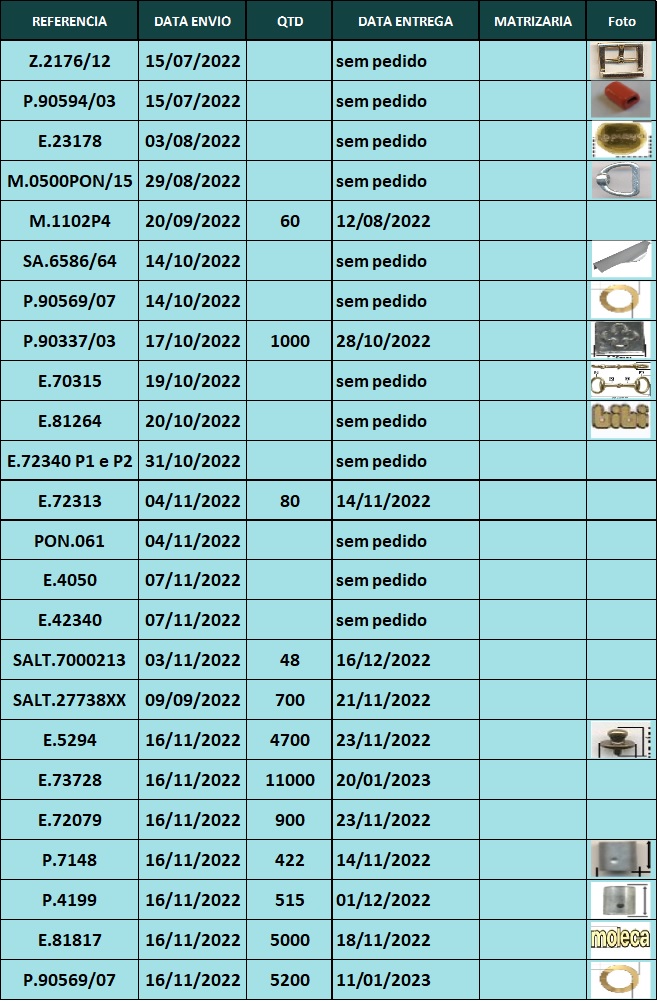 REFERENCIA DATA ENVIO QTD DATA ENTREGA MATRIZARIA Foto
Z.2176/12 15/07/2022 sem pedido
P.90594/03 15/07/2022 sem pedido
E.23178 03/08/2022 sem pedido
M.0500PON/15 29/08/2022 sem pedido
M.1102P4 20/09/2022 60 12/08/2022
SA.6586/64 14/10/2022 sem pedido
P.90569/07 14/10/2022 sem pedido
P.90337/03 17/10/2022 1000 28/10/2022
E.70315 19/10/2022 sem pedido
E.81264 20/10/2022 sem pedido bibi
E.72340 P1 e P2 31/10/2022 sem pedido
E.72313 04/11/2022 80 14/11/2022
PON.061 04/11/2022 sem pedido
E.4050 07/11/2022 sem pedido
E.42340 07/11/2022 sem pedido
SALT.7000213 03/11/2022 48 16/12/2022
SALT.27738XX 09/09/2022 700 21/11/2022
E.5294 16/11/2022 4700 23/11/2022
E.73728 16/11/2022 11000 20/01/2023
E.72079 16/11/2022 900 23/11/2022
P.7148 16/11/2022 422 14/11/2022
P.4199 16/11/2022 515 01/12/2022
E.81817 16/11/2022 5000 18/11/2022 moleca
P.90569/07 16/11/2022 5200 11/01/2023